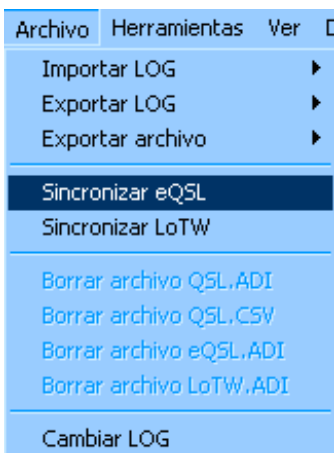 Archivo Herramientas Ver
Importar LOG
Exportar LOG
Exportar archivo
Sincronizar eQSL
Sincronizar LoTW
Borrar archivo QSL.ADI
Borrar archivo QSL.CSV
Borrar archivo eQSL.ADI
Borrar archivo LoTW.ADI
Cambiar LOG